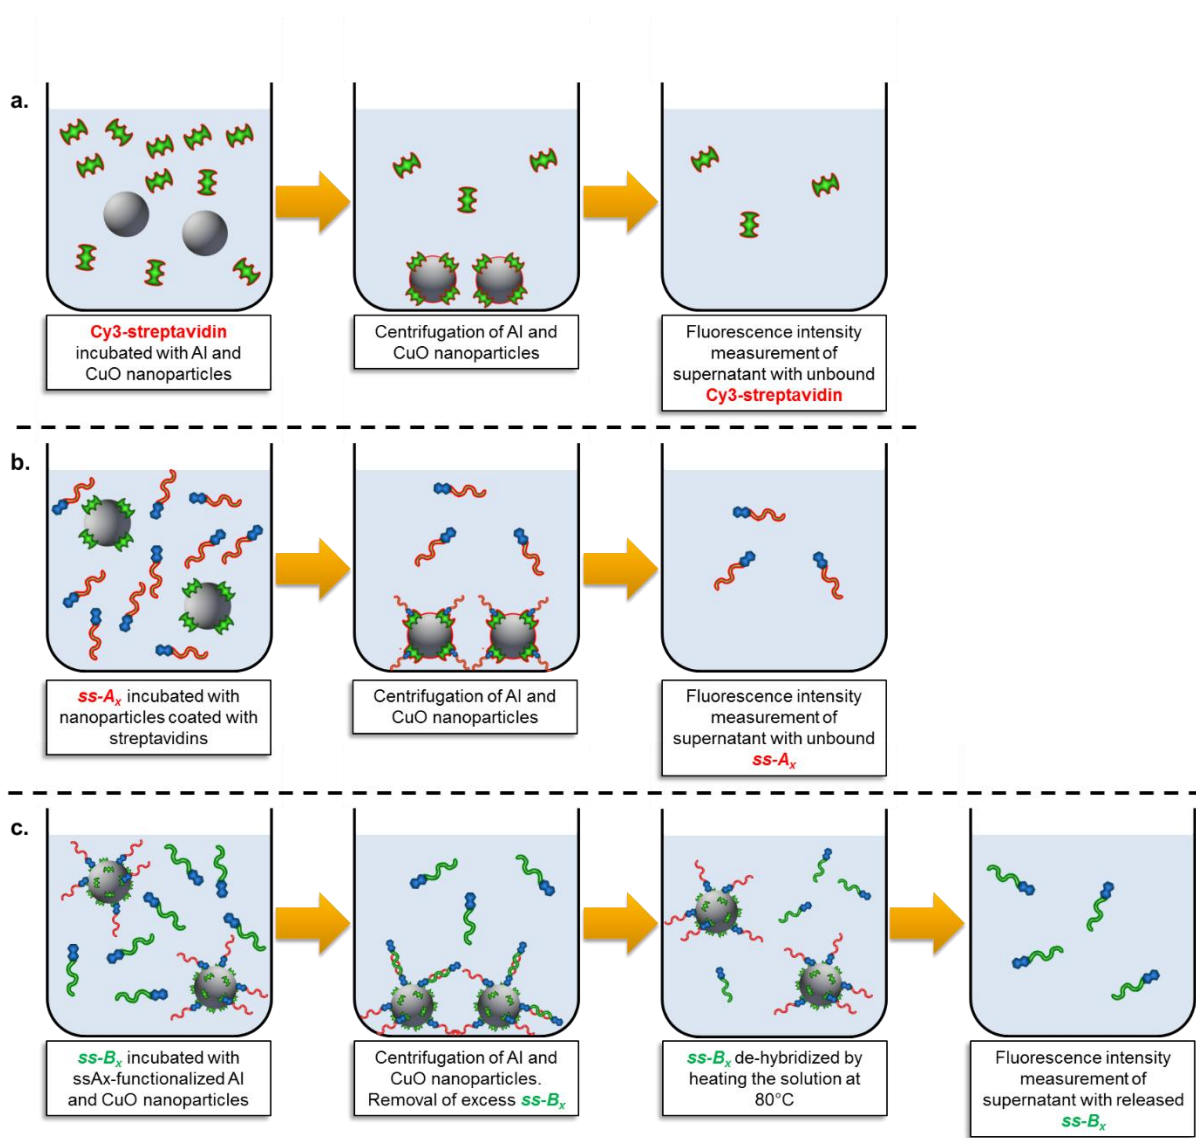 a.
Cy3-streptavidin
incubated with Al and
CuO nanoparticles
Centrifugation of Al and
CuO nanoparticles
Fluorescence intensity
measurement of
supernatant with unbound
Cy3-streptavidin
b.
ss-Ax incubated with
nanoparticles coated with
streptavidins
Centrifugation of Al and
CuO nanoparticles
Fluorescence intensity
measurement of
supernatant with unbound
ss-Ax
c.
ss-Bx incubated with
ssAx-functionalized Al
and CuO nanoparticles
Centrifugation of Al and
CuO nanoparticles.
Removal of excess ss-Bx
ss-Bx de-hybridized by
heating the solution at
80°C
Fluorescence intensity
measurement of
supernatant with released
ss-Bx